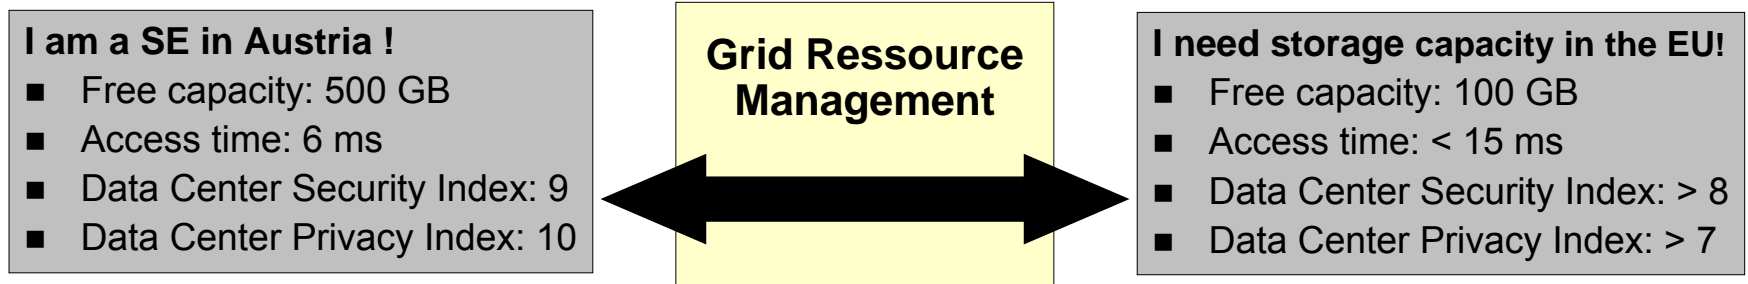 I am a SE in Austria !
■ Free capacity: 500 GB
■ Access time: 6 ms
■ Data Center Security Index: 9
■ Data Center Privacy Index: 10
Grid Ressource
Management
I need storage capacity in the EU!
■ Free capacity: 100 GB
■ Access time: < 15 ms
■ Data Center Security Index: > 8
■ Data Center Privacy Index: > 7